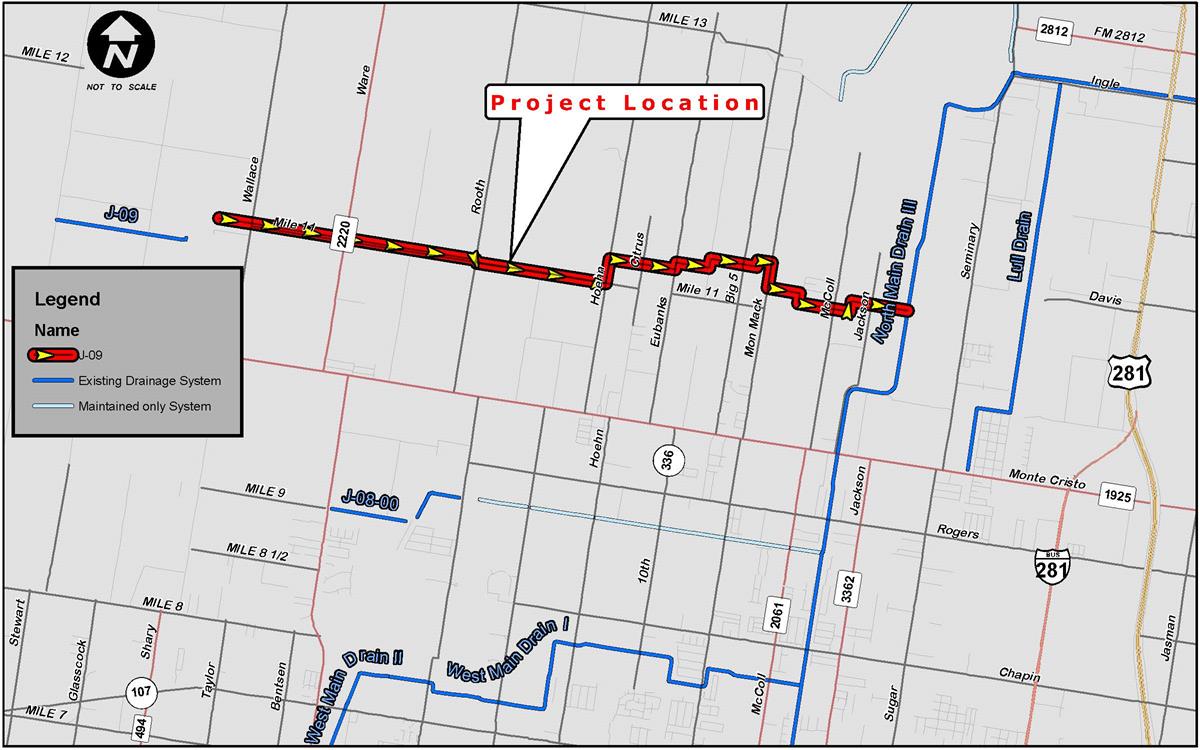 MILE 13
2812
FM 2812
MILE 12
N
NOT TO SCALE
Ware
Ingle
Project Location
Wallace
Rooth
J-09
Mile 11
2220
Citrus
North Main Drain III
Seminary
Lull Drain
Hoehn
Mile 11
Big 5
McColl
Jackson
Davis
Eubanks
Mon Mack
Legend
Name
J-09
Existing Drainage System
Maintained only System
281
Hoehn
336
Monte Cristo
1925
MILE 9
J-08-00
Jackson
Rogers
MILE 8 1/2
10th
BUS
281
MILE 8
2061
3362
Stewart
Glasscock
Shary
Taylor
Bentsen
West Main Drain II
West Main Drain I
Jasman
Chapin
107
McColl
Sugar
MILE 7
494